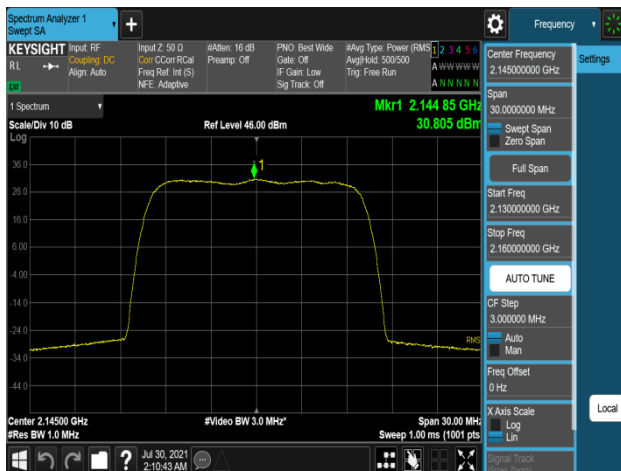 Spectrum Analyzer 1
Swept SA
Frequency
KEYSIGHT
RL
LU
Input: RF
Coupling: DC
Align: Auto
Input Z: 50 Ω
Corr CCorr RCal
Freq Ref: Int (S)
NFE: Adaptive
#Atten: 16 dB
Preamp: Off
PNO: Best Wide
Gate: Off
IF Gain: Low
Sig Track: Off
#Avg Type: Power (RMS
Avg|Hold: 500/500
Trig: Free Run
1 2 3 4 5 6
A W W W W W
A N N N N N
1 Spectrum
Mkr1 2.144 85 GHz
Scale/Div 10 dB
Ref Level 46.00 dBm
30.805 dBm
Log
1
36.0
26.0
16.0
6.00
-4.00
-14.0
-24.0
RMS
-34.0
-44.0
Center 2.14500 GHz
#Video BW 3.0 MHz*
Span 30.00 MHz
#Res BW 1.0 MHz
Sweep 1.00 ms (1001 pts
Jul 30, 2021
2:10:43 AM
Center Frequency
2.145000000 GHz
Settings
Span
30.0000000 MHz
Swept Span
Zero Span
Full Span
Start Freq
2.130000000 GHz
Stop Freq
2.160000000 GHz
AUTO TUNE
CF Step
3.000000 MHz
Auto
Man
Freq Offset
0 Hz
X Axis Scale
Log
Lin
Local
Signal Track